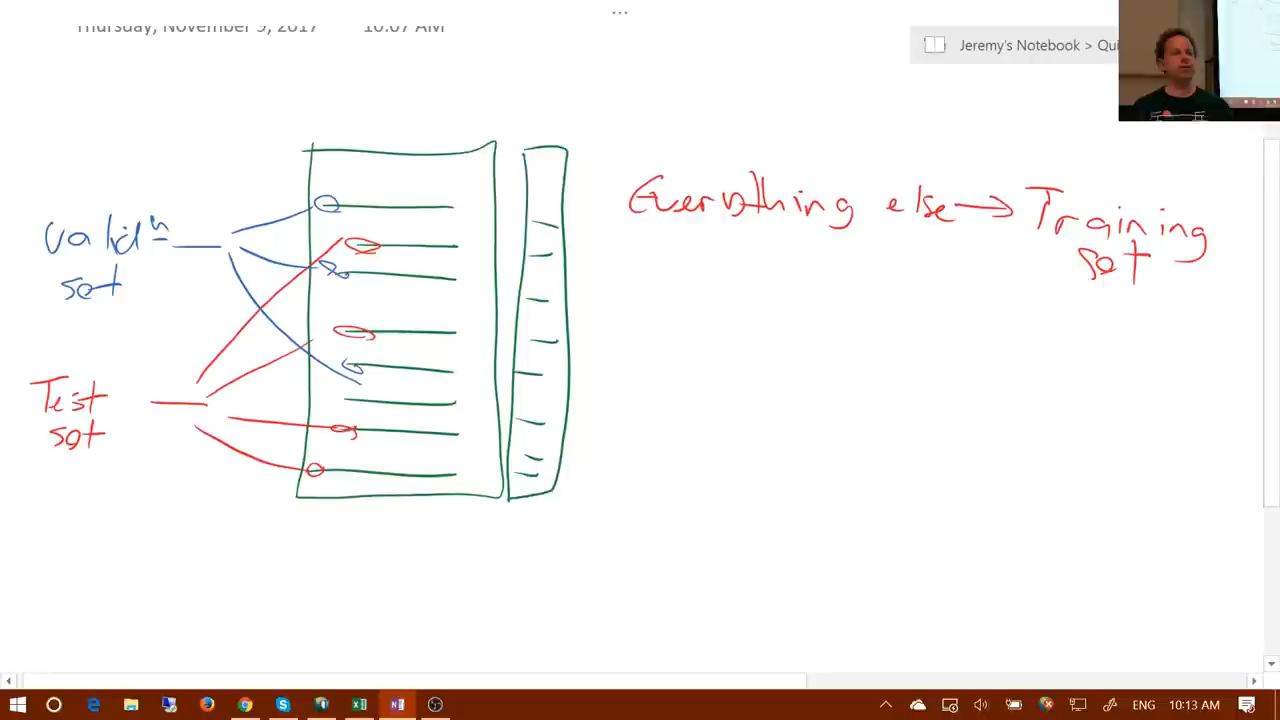 Thursday, November 9, 2017 10:07 AM
Jeremy's Notebook > Qui
Everything else → Training
set
Valid n
set
Test
set
ENG 10:13 AM